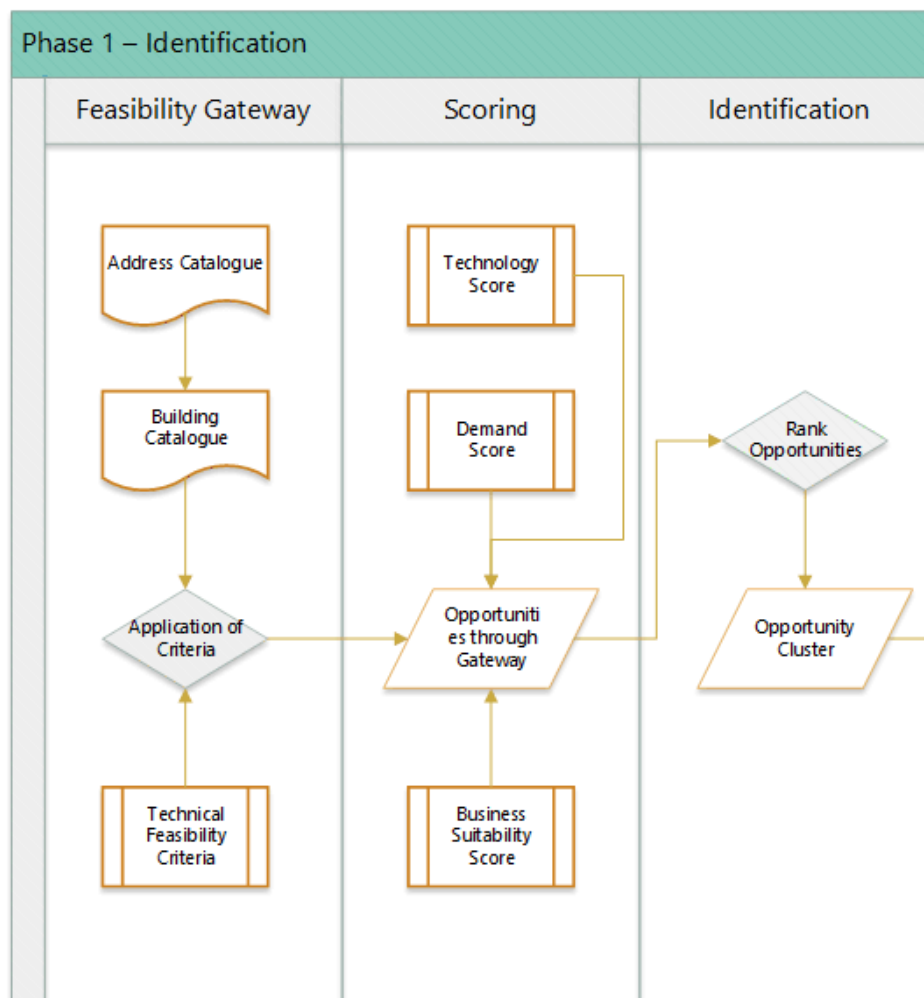 Phase 1 – Identification
Feasibility Gateway
Scoring
Identification
Address Catalogue
Building
Catalogue
Application of
Criteria
Technical
Feasibility
Criteria
Technology
Score
Demand
Score
Opportuniti
es through
Gateway
Business
Suitability
Score
Rank
Opportunities
Opportunity
Cluster